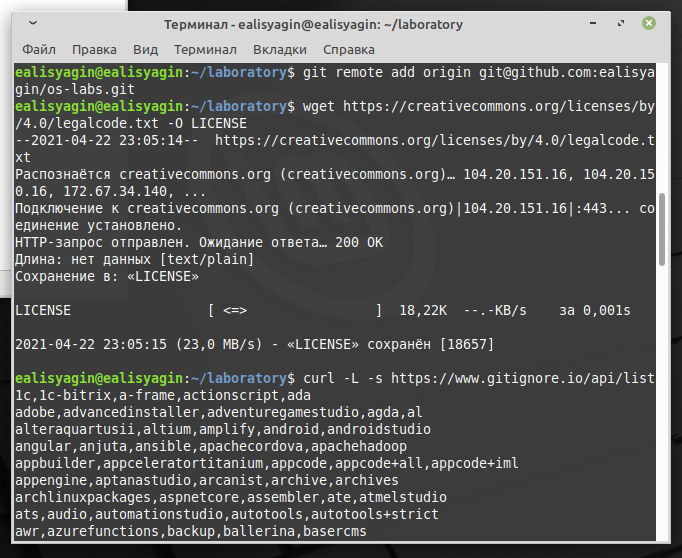 Терминал - ealisyagin@ealisyagin: ~/laboratory
Файл Правка Вид Терминал Вкладки Справка
ealisyagin@ealisyagin:~/laboratory$ git remote add origin git@github.com:ealisya
gin/os-labs.git
ealisyagin@ealisyagin:~/laboratory$ wget https://creativecommons.org/licenses/by
/4.0/legalcode.txt -O LICENSE
--2021-04-22 23:05:14--  https://creativecommons.org/licenses/by/4.0/legalcode.t
xt
Распознаётся creativecommons.org (creativecommons.org)… 104.20.151.16, 104.20.15
0.16, 172.67.34.140, ...
Подключение к creativecommons.org (creativecommons.org)|104.20.151.16|:443... со
единение установлено.
HTTP-запрос отправлен. Ожидание ответа… 200 OK
Длина: нет данных [text/plain]
Сохранение в: «LICENSE»
LICENSE                 [ <=>                ]  18,22K  --.-KB/s    за 0,001s
2021-04-22 23:05:15 (23,0 MB/s) - «LICENSE» сохранён [18657]
ealisyagin@ealisyagin:~/laboratory$ curl -L -s https://www.gitignore.io/api/list
1c,1c-bitrix,a-frame,actionscript,ada
adobe,advancedinstaller,adventuregamestudio,agda,al
alteraquartusii,altium,amplify,android,androidstudio
angular,anjuta,ansible,apachecordova,apachehadoop
appbuilder,appceleratortitanium,appcode,appcode+all,appcode+iml
appengine,aptanastudio,arcanist,archive,archives
archlinuxpackages,aspnetcore,assembler,ate,atmelstudio
ats,audio,automationstudio,autotools,autotools+strict
awr,azurefunctions,backup,ballerina,basercms